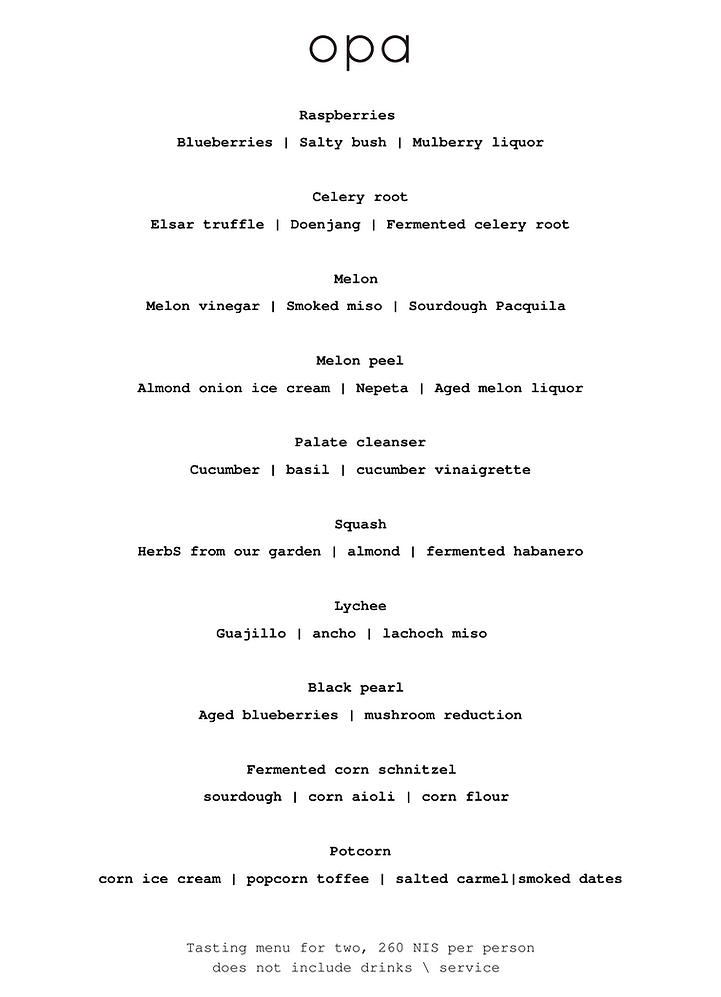 opa
Raspberries
Blueberries | Salty bush | Mulberry liquor
Celery root
Elsar truffle | Doenjang | Fermented celery root
Melon
Melon vinegar | Smoked miso | Sourdough Pacquila
Melon peel
Almond onion ice cream | Nepeta | Aged melon liquor
Palate cleanser
Cucumber | basil | cucumber vinaigrette
Squash
HerbS from our garden | almond | fermented habanero
Lychee
Guajillo | ancho | lachoch miso
Black pearl
Aged blueberries | mushroom reduction
Fermented corn schnitzel
sourdough | corn aioli | corn flour
Potcorn
corn ice cream | popcorn toffee | salted carmel|smoked dates
Tasting menu for two, 260 NIS per person
does not include drinks \ service